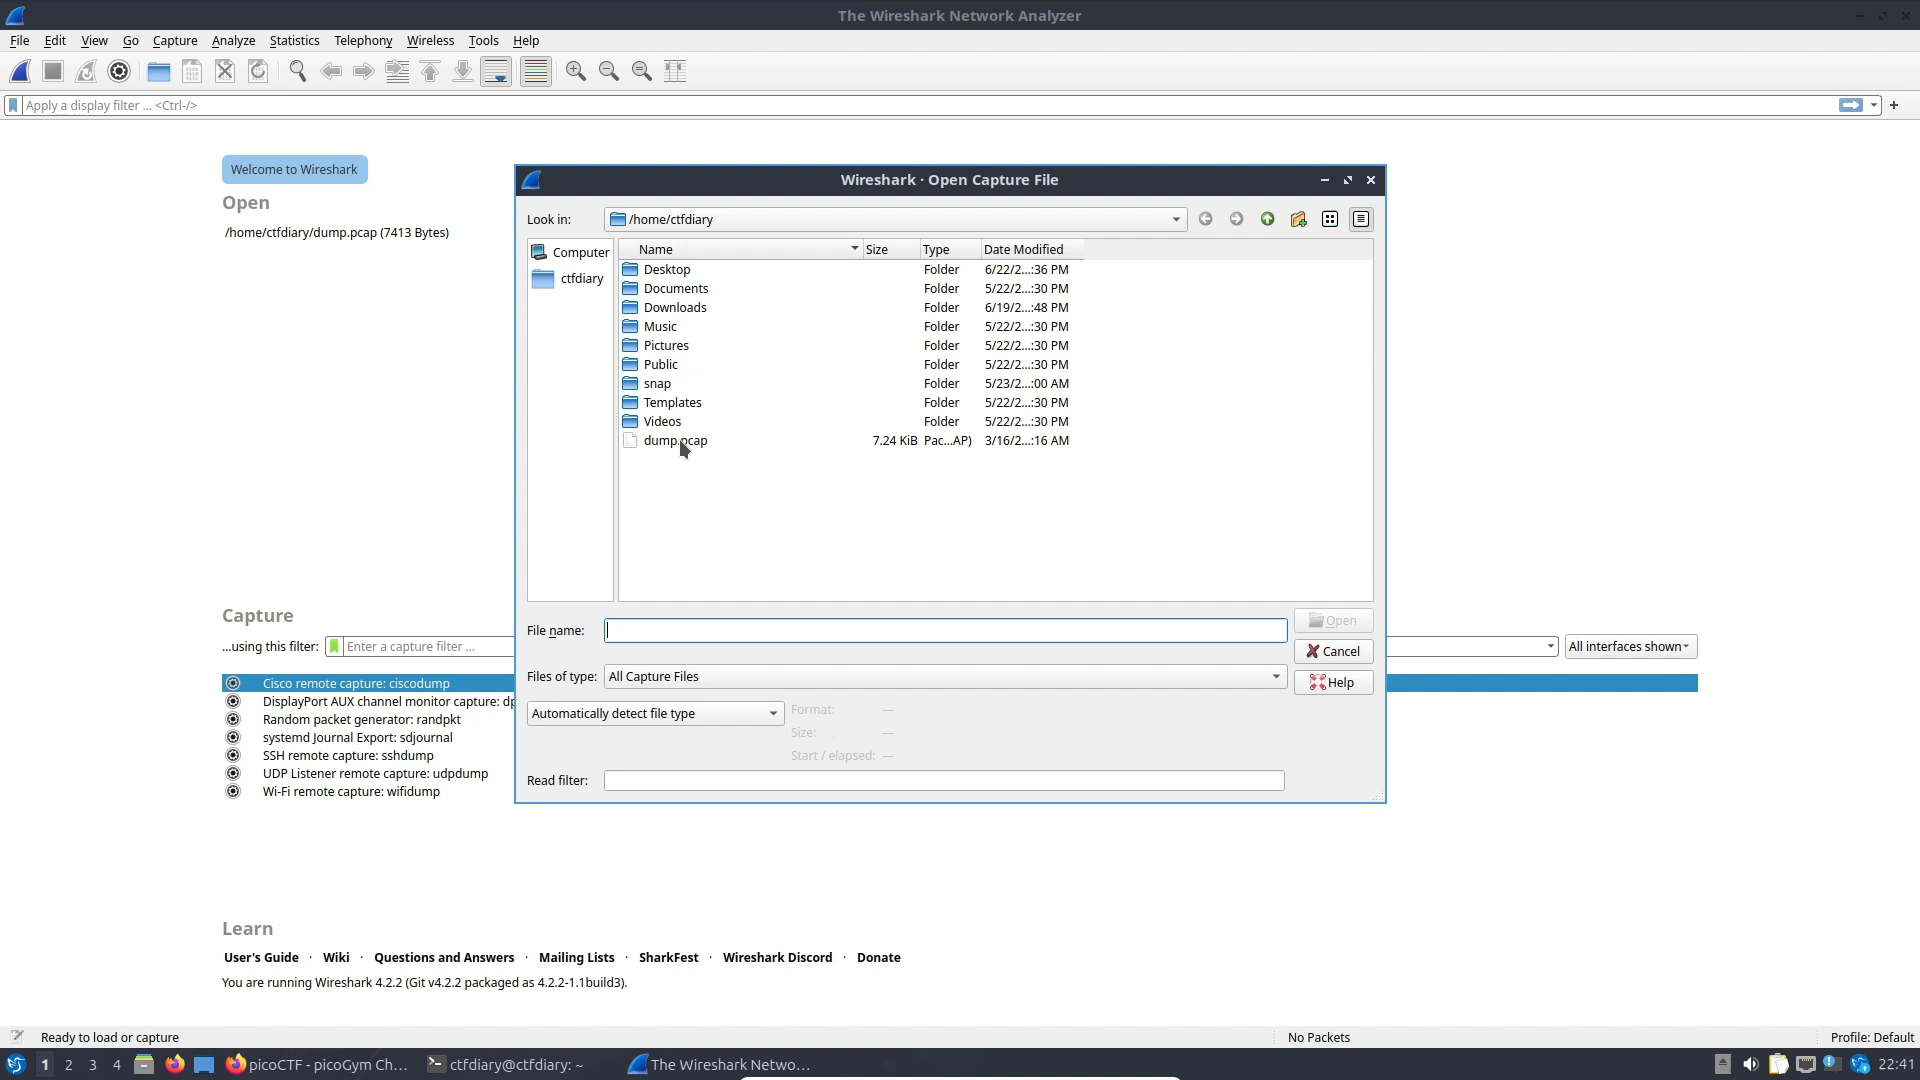 The Wireshark Network Analyzer
File Edit View Go Capture Analyze Statistics Telephony Wireless Tools Help
Apply a display filter ... <Ctrl-/>
+
Welcome to Wireshark
Open
/home/ctfdiary/dump.pcap (7413 Bytes)
Wireshark · Open Capture File
Look in: /home/ctfdiary
Computer
ctfdiary
Name Size Type Date Modified
Desktop Folder 6/22/2...:36 PM
Documents Folder 5/22/2...:30 PM
Downloads Folder 6/19/2...:48 PM
Music Folder 5/22/2...:30 PM
Pictures Folder 5/22/2...:30 PM
Public Folder 5/22/2...:30 PM
snap Folder 5/23/2...:00 AM
Templates Folder 5/22/2...:30 PM
Videos Folder 5/22/2...:30 PM
dump.pcap 7.24 KiB Pac...AP) 3/16/2...:16 AM
File name: Open
Cancel
Files of type: All Capture Files Help
Automatically detect file type Format: —
Size: —
Start / elapsed: —
Read filter:
Capture
...using this filter: Enter a capture filter ... All interfaces shown
Cisco remote capture: ciscodump
DisplayPort AUX channel monitor capture: dp
Random packet generator: randpkt
systemd Journal Export: sdjournal
SSH remote capture: sshdump
UDP Listener remote capture: udpdump
Wi-Fi remote capture: wifidump
Learn
User's Guide · Wiki · Questions and Answers · Mailing Lists · SharkFest · Wireshark Discord · Donate
You are running Wireshark 4.2.2 (Git v4.2.2 packaged as 4.2.2-1.1build3).
Ready to load or capture No Packets Profile: Default
1 2 3 4 picoCTF - picoGym Ch... ctfdiary@ctfdiary: ~ The Wireshark Netwo... 22:41